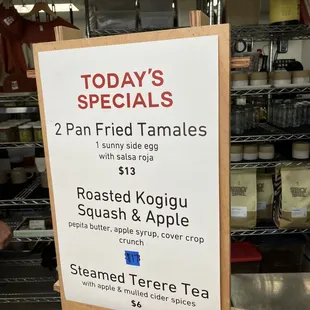 TODAY'S
SPECIALS
2 Pan Fried Tamales
1 sunny side egg
with salsa roja
$13
Roasted Kogigu
Squash & Apple
pepita butter, apple syrup, cover crop
crunch
Steamed Terere Tea
with apple & mulled cider spices
$6